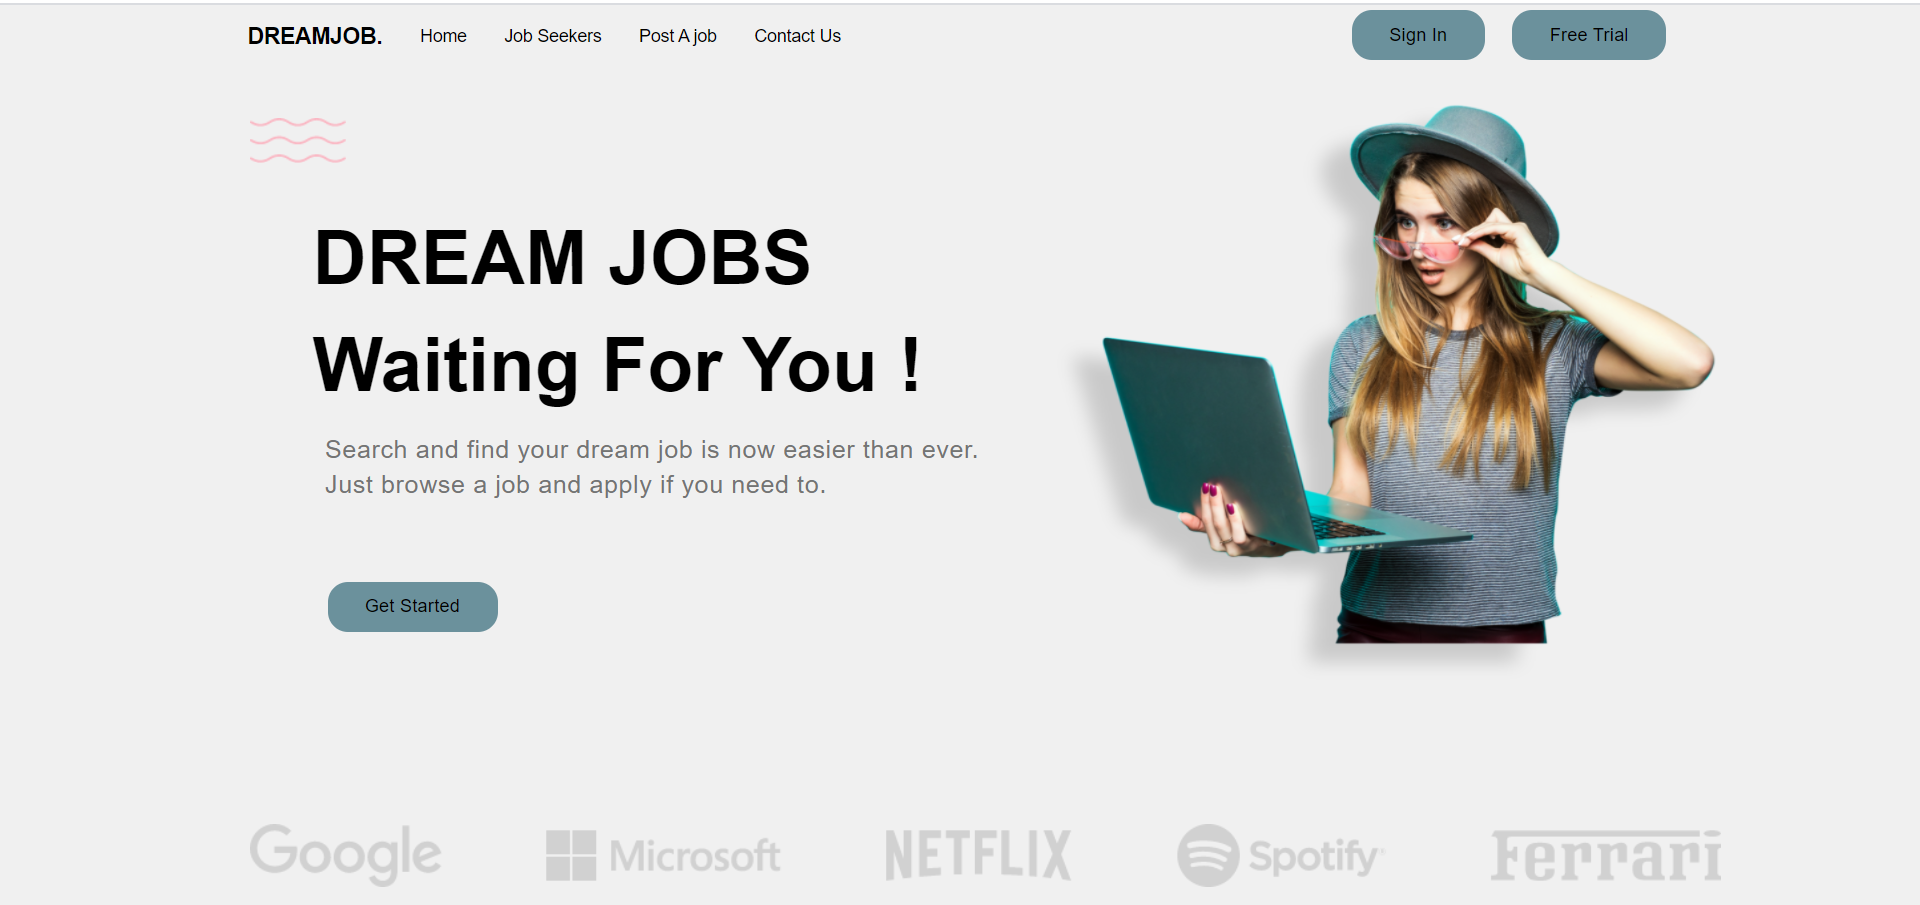 DREAMJOB. Home Job Seekers Post A job Contact Us Sign In Free Trial
DREAM JOBS
Waiting For You !
Search and find your dream job is now easier than ever.
Just browse a job and apply if you need to.
Get Started
Google Microsoft NETFLIX Spotify Ferrari